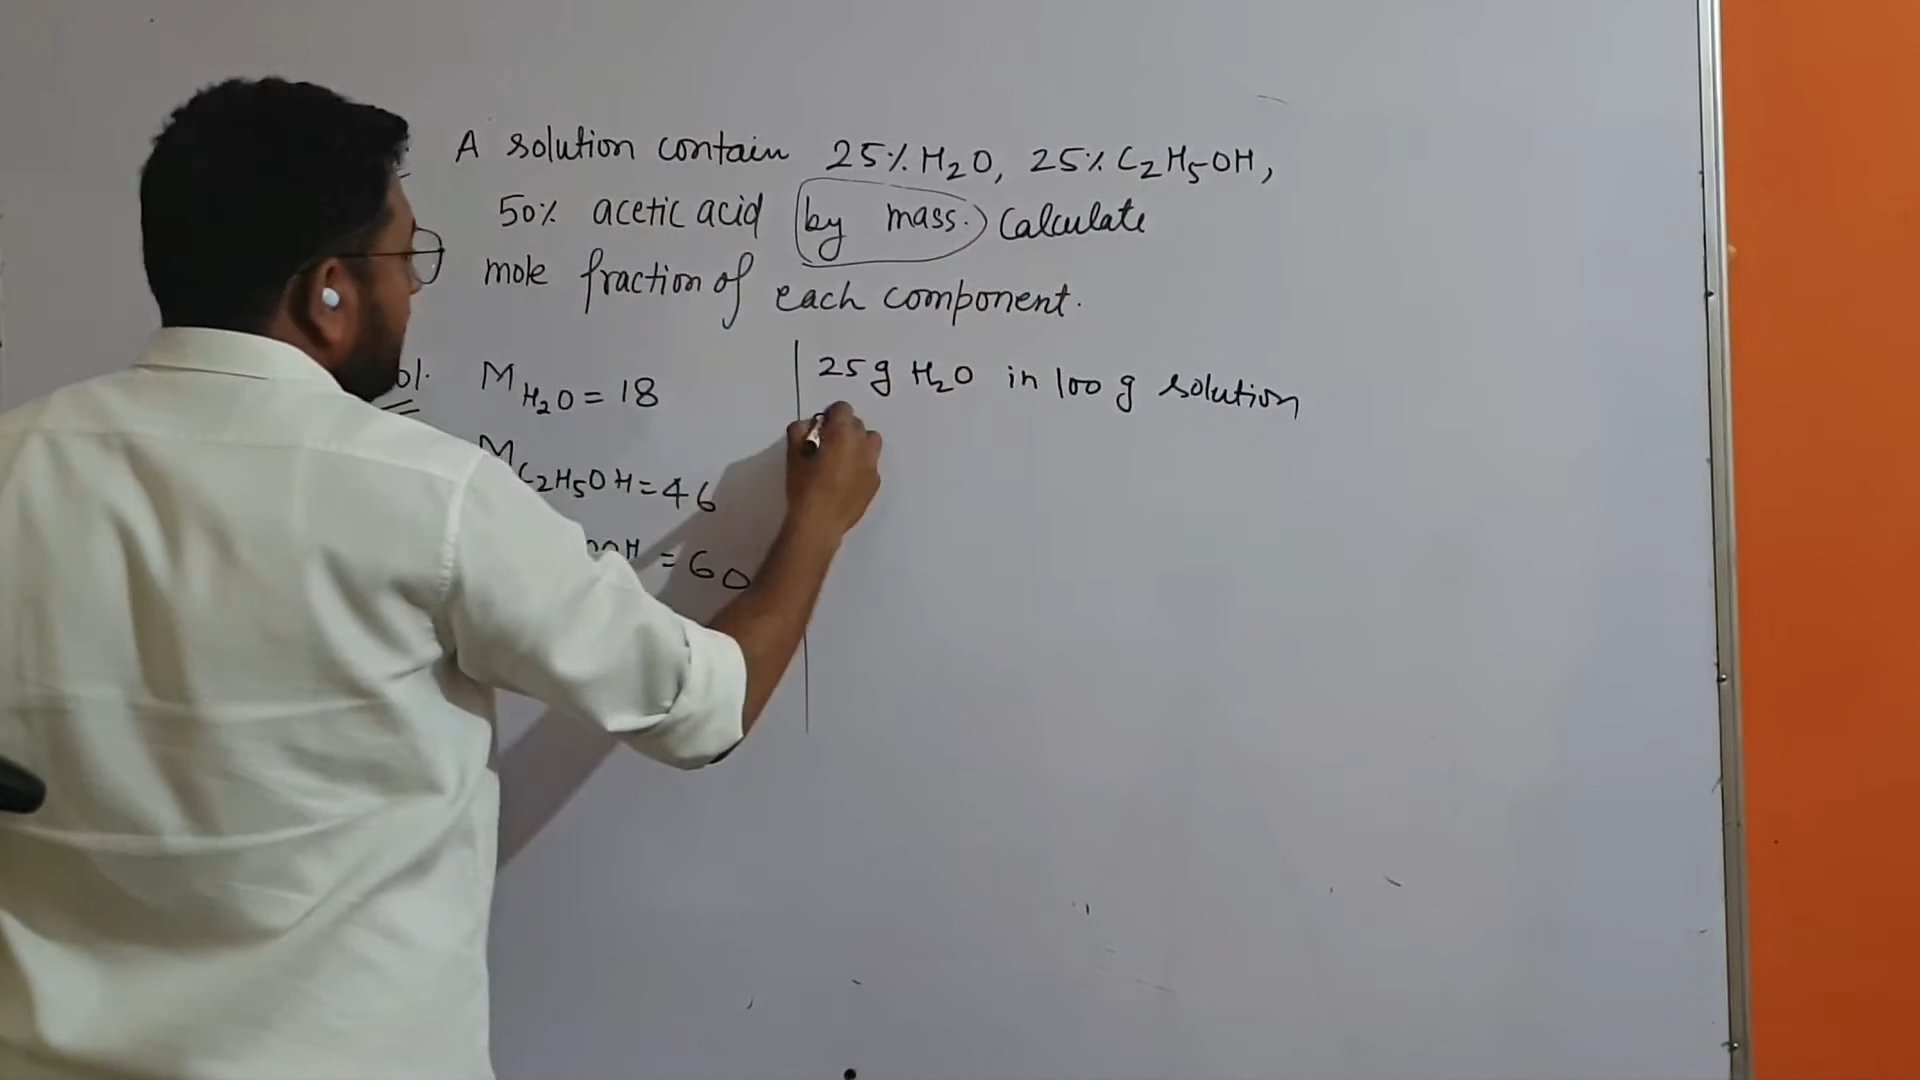 A solution contain 25% H₂O, 25% C₂H₅OH,
50% acetic acid by mass. Calculate
mole fraction of each component.
M H₂O = 18
M C₂H₅OH = 46
OOH = 60
25g H₂O in 100 g solution